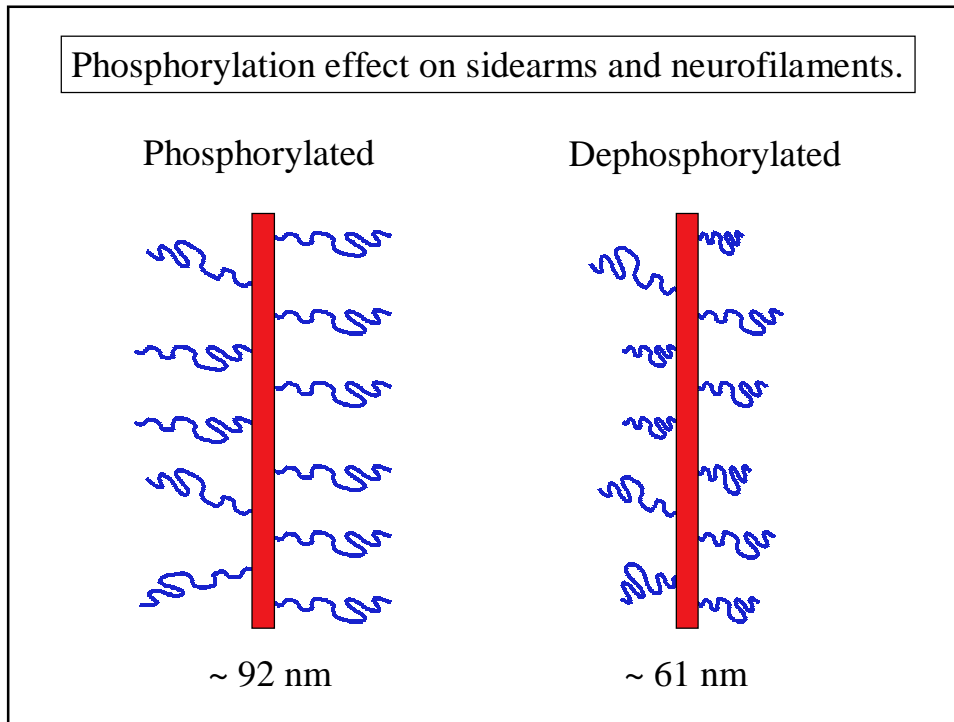 Phosphorylation effect on sidearms and neurofilaments.
Phosphorylated
Dephosphorylated
~ 92 nm
~ 61 nm